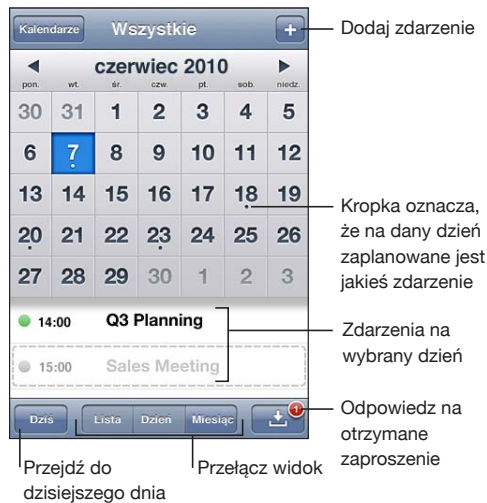 Kalendarze Wszystkie + Dodaj zdarzenie
czerwiec 2010
pon. wt. śr. czw. pt. sob. niedz.
30 31 1 2 3 4 5
6 7 8 9 10 11 12
13 14 15 16 17 18 19
20 21 22 23 24 25 26
27 28 29 30 1 2 3
Kropka oznacza,
że na dany dzień
zaplanowane jest
jakieś zdarzenie
14:00 Q3 Planning
15:00 Sales Meeting
Zdarzenia na
wybrany dzień
Dziś Lista Dzień Miesiąc 1
Odpowiedz na
otrzymane
zaproszenie
Przejdź do
dzisiejszego dnia
Przełącz widok